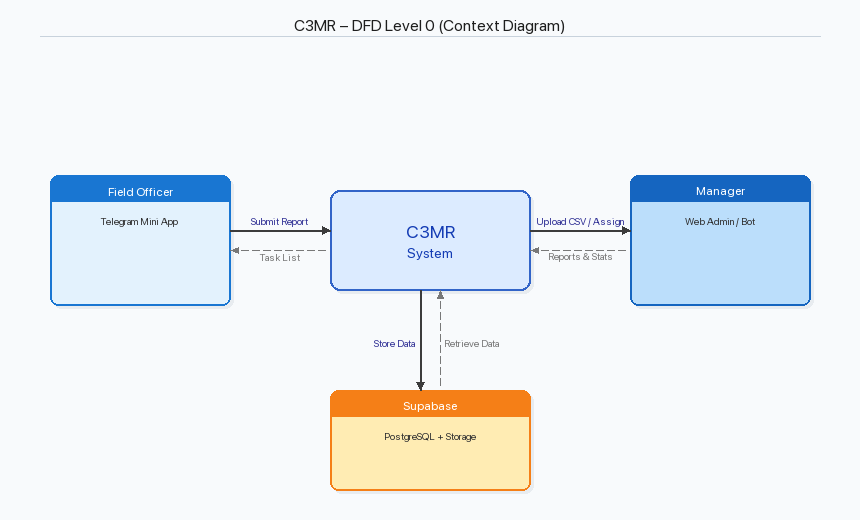 C3MR – DFD Level 0 (Context Diagram)
Field Officer
Telegram Mini App
Submit Report
Task List
C3MR
System
Upload CSV / Assign
Reports & Stats
Manager
Web Admin / Bot
Store Data
Retrieve Data
Supabase
PostgreSQL + Storage